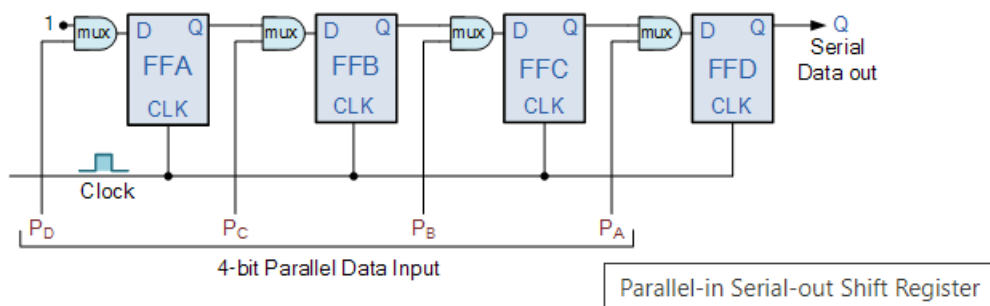 1 mux D Q mux D Q mux D Q mux D Q Q
FFA FFB FFC FFD Serial
Data out
CLK CLK CLK CLK
Clock
PD PC PB PA
4-bit Parallel Data Input
Parallel-in Serial-out Shift Register